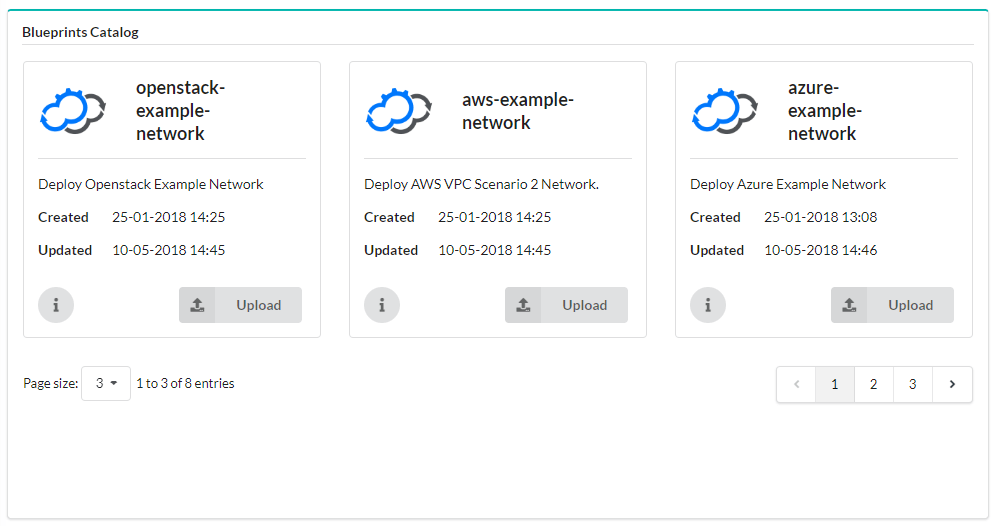 Blueprints Catalog
openstack-
example-
network
Deploy Openstack Example Network
Created 25-01-2018 14:25
Updated 10-05-2018 14:45
Upload
aws-example-
network
Deploy AWS VPC Scenario 2 Network.
Created 25-01-2018 14:25
Updated 10-05-2018 14:45
Upload
azure-
example-
network
Deploy Azure Example Network
Created 25-01-2018 13:08
Updated 10-05-2018 14:46
Upload
Page size: 3 1 to 3 of 8 entries
1 2 3